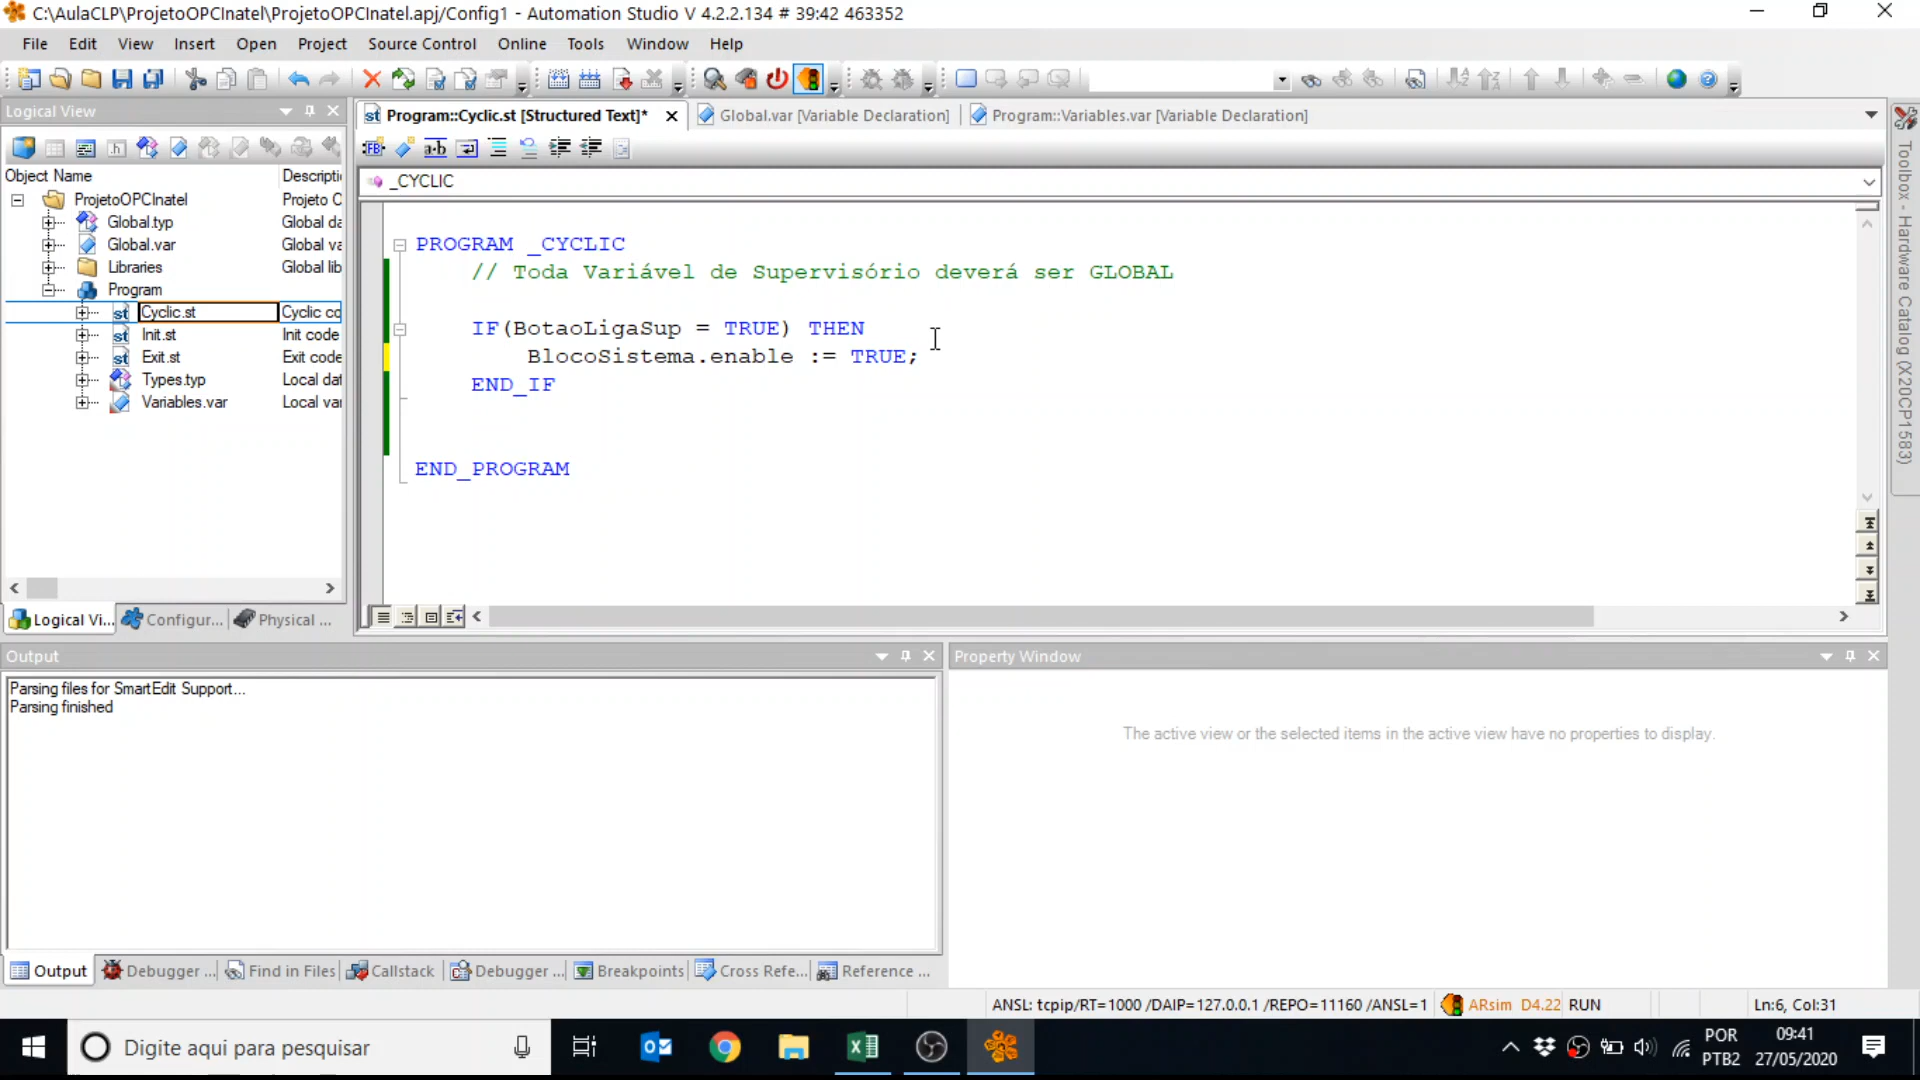 C:\AulaCLP\ProjetoOPCInatel\ProjetoOPCInatel.apj/Config1 - Automation Studio V 4.2.2.134 # 39:42 463352
File Edit View Insert Open Project Source Control Online Tools Window Help
Logical View
Program::Cyclic.st [Structured Text]* Global.var [Variable Declaration] Program::Variables.var [Variable Declaration]
Object Name Descripti
_CYCLIC
ProjetoOPCInatel Projeto O
Global.typ Global da
Global.var Global va
Libraries Global lib
Program
Cyclic.st Cyclic co
Init.st Init code
Exit.st Exit code
Types.typ Local dat
Variables.var Local var
PROGRAM _CYCLIC
// Toda Variável de Supervisório deverá ser GLOBAL
IF(BotaoLigaSup = TRUE) THEN
BlocoSistema.enable := TRUE;
END_IF
END_PROGRAM
Toolbox - Hardware Catalog (X20CP1583)
Logical Vi... Configur... Physical ...
Output
Parsing files for SmartEdit Support...
Parsing finished
Property Window
The active view or the selected items in the active view have no properties to display.
Output Debugger ... Find in Files Callstack Debugger ... Breakpoints Cross Refe... Reference ...
ANSL: tcpip/RT=1000 /DAIP=127.0.0.1 /REPO=11160 /ANSL=1 ARsim D4.22 RUN Ln:6, Col:31
Digite aqui para pesquisar
POR
PTB2
09:41
27/05/2020